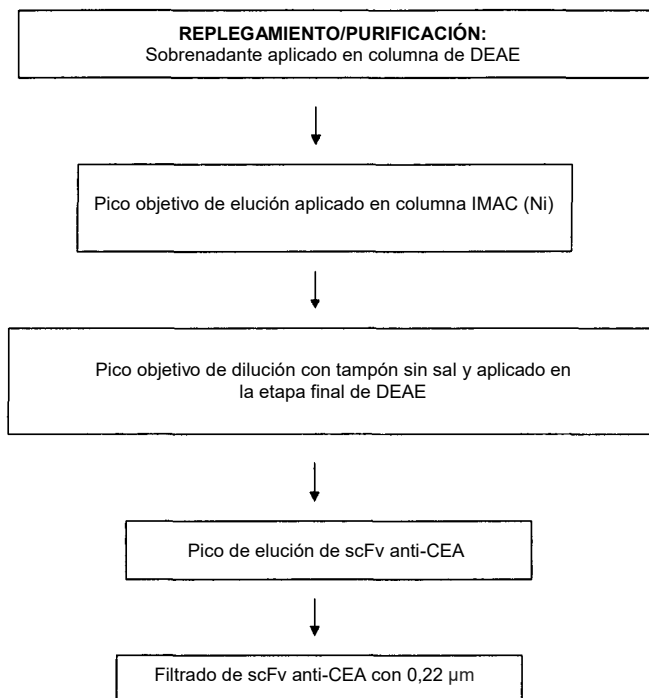 REPLEGAMIENTO/PURIFICACIÓN:
Sobrenadante aplicado en columna de DEAE
Pico objetivo de elución aplicado en columna IMAC (Ni)
Pico objetivo de dilución con tampón sin sal y aplicado en
la etapa final de DEAE
Pico de elución de scFv anti-CEA
Filtrado de scFv anti-CEA con 0,22 µm